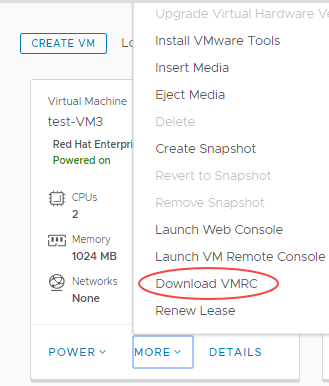 Upgrade Virtual Hardware Ve
CREATE VM
Lo
Install VMware Tools
Insert Media
Eject Media
Delete
Create Snapshot
Revert to Snapshot
Remove Snapshot
Launch Web Console
Launch VM Remote Console
Download VMRC
Renew Lease
Virtual Machine
test-VM3
Red Hat Enterpri
Powered on
CPUs
2
Memory
1024 MB
Networks
None
POWER
MORE
DETAILS